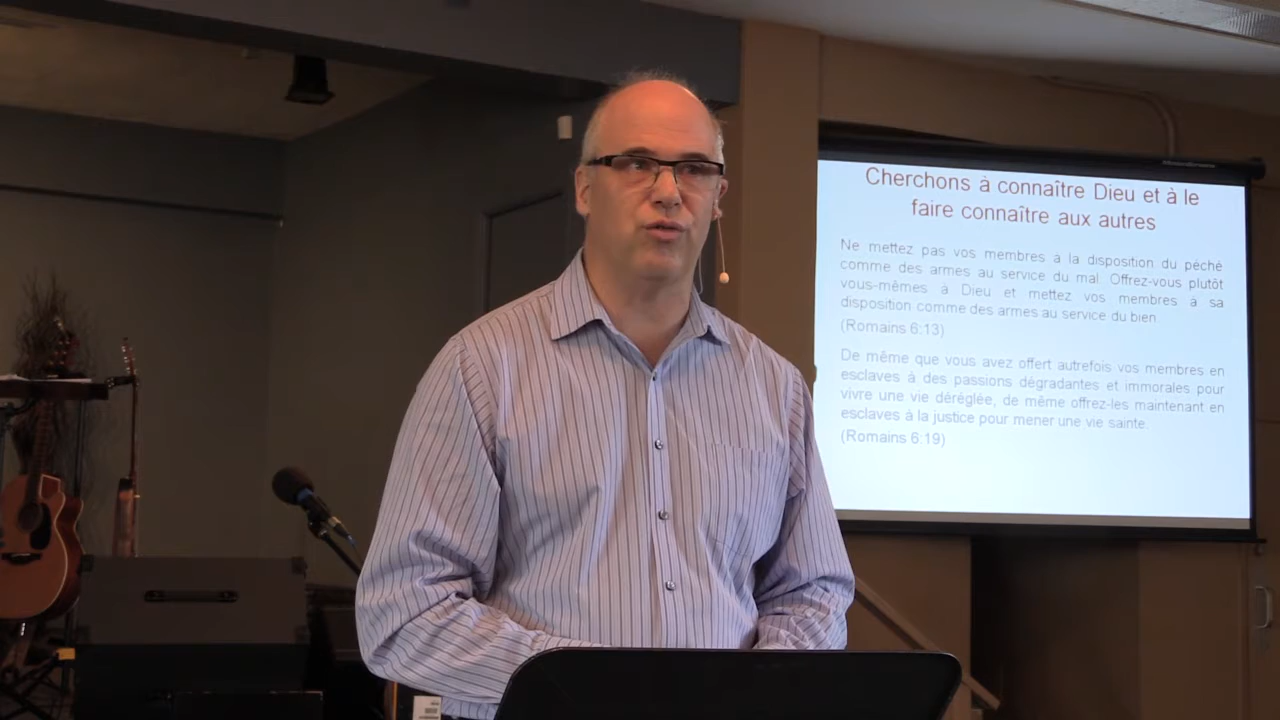 Cherchons à connaître Dieu et à le
faire connaître aux autres
Ne mettez pas vos membres a la disposition du péché
comme des armes au service du mal. Offrez-vous plutôt
vous-mêmes à Dieu et mettez vos membres à sa
disposition comme des armes au service du bien.
(Romains 6:13)
De même que vous avez offert autrefois vos membres en
esclaves à des passions dégradantes et immorales pour
vivre une vie déréglée, de même offrez-les maintenant en
esclaves à la justice pour mener une vie sainte.
(Romains 6:19)